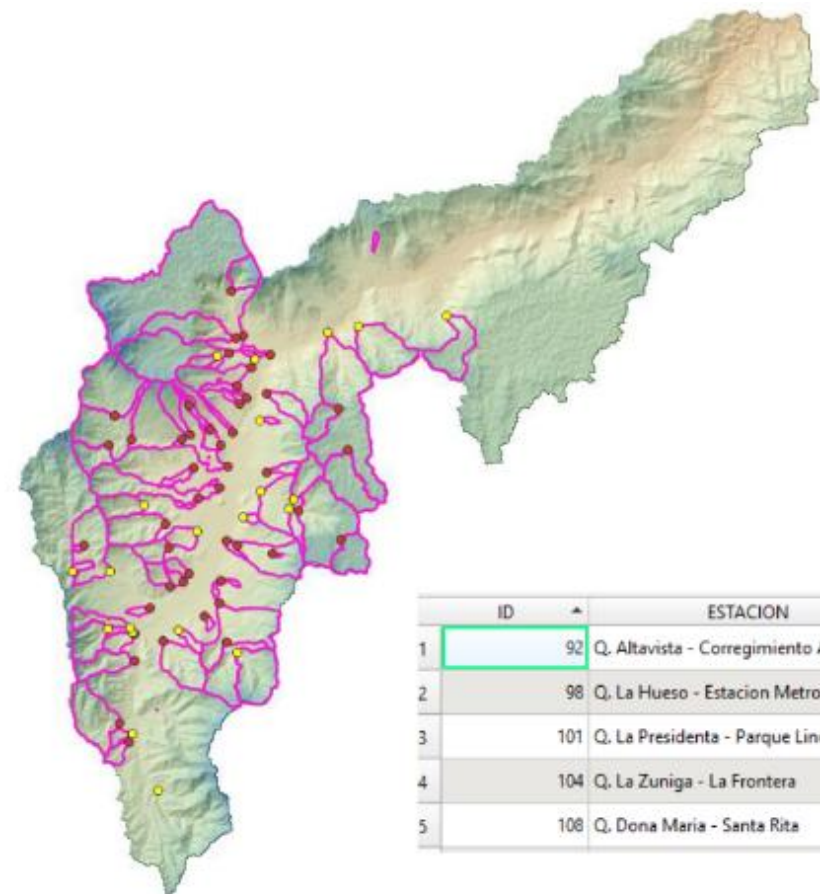 ID ESTACION
1 92 Q. Altavista - Corregimiento A
2 98 Q. La Hueso - Estacion Metro
3 101 Q. La Presidenta - Parque Line
4 104 Q. La Zuniga - La Frontera
5 108 Q. Dona Maria - Santa Rita